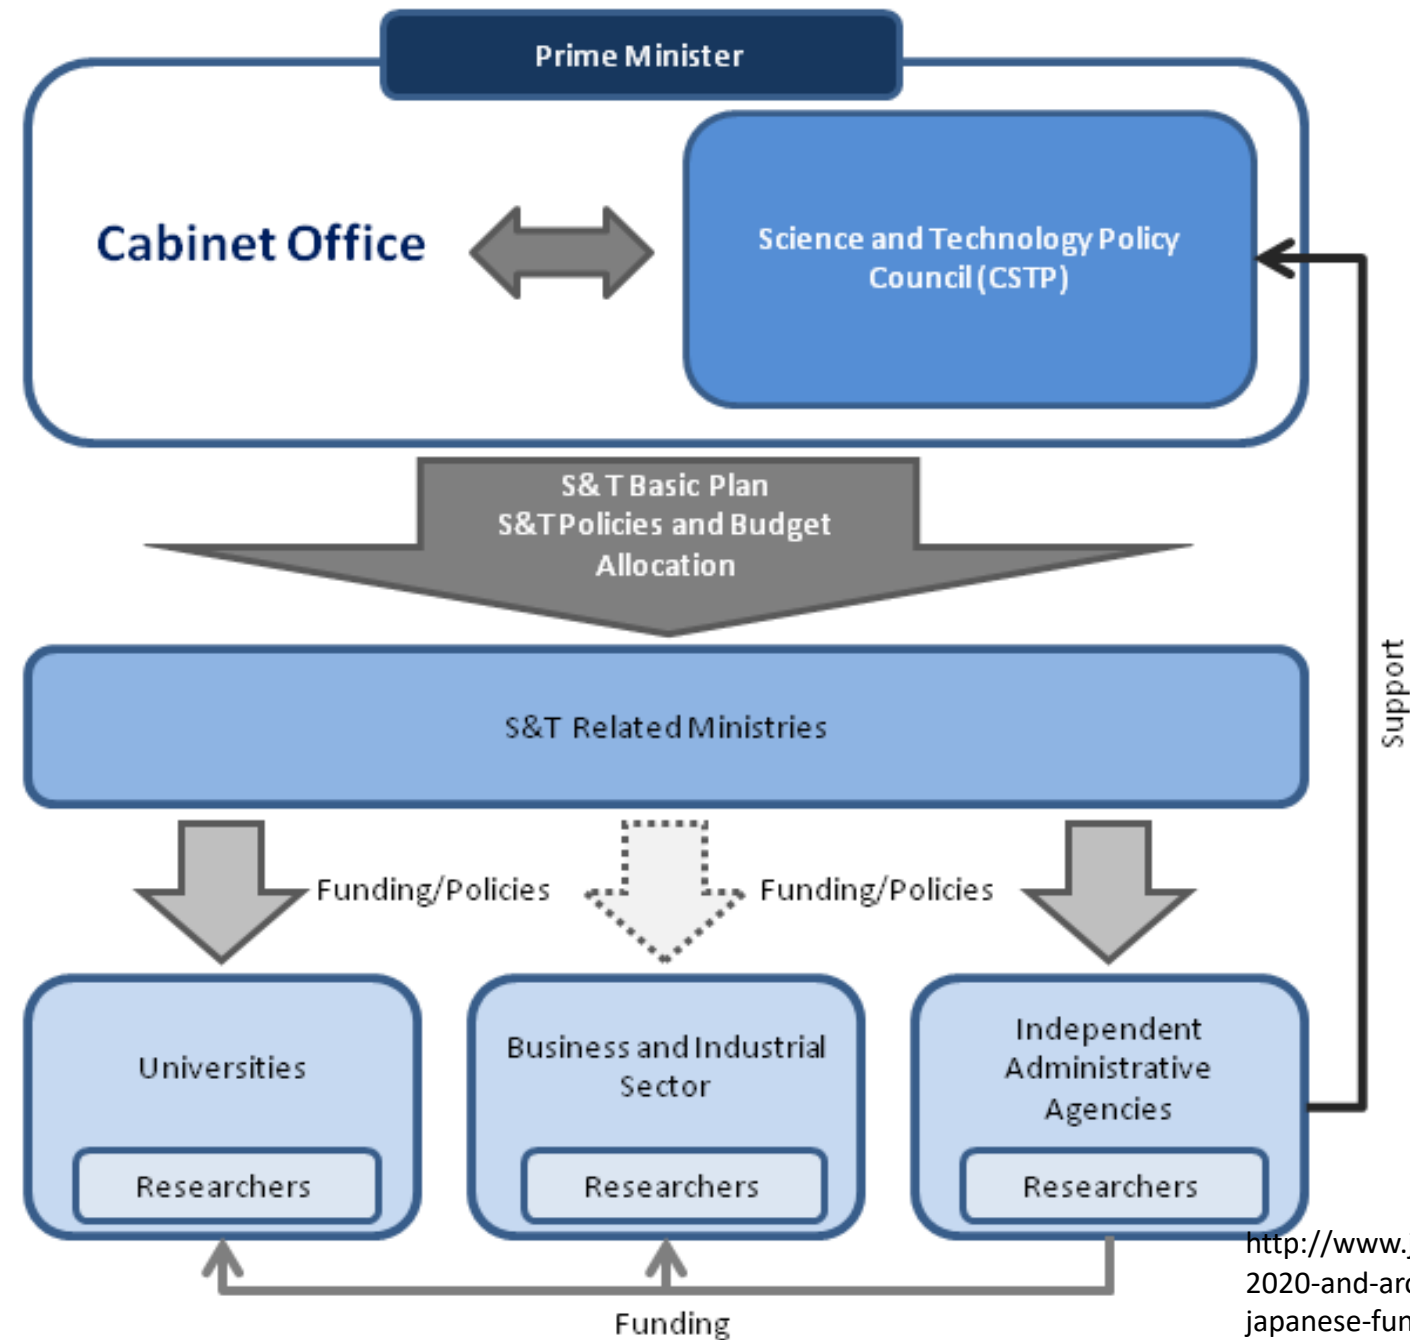 Prime Minister
Cabinet Office
Science and Technology Policy
Council (CSTP)
S&T Basic Plan
S&T Policies and Budget
Allocation
Support
S&T Related Ministries
Funding/Policies
Funding/Policies
Universities
Researchers
Business and Industrial
Sector
Researchers
Independent
Administrative
Agencies
Researchers
Funding
http://www.j
2020-and-arc
japanese-fun